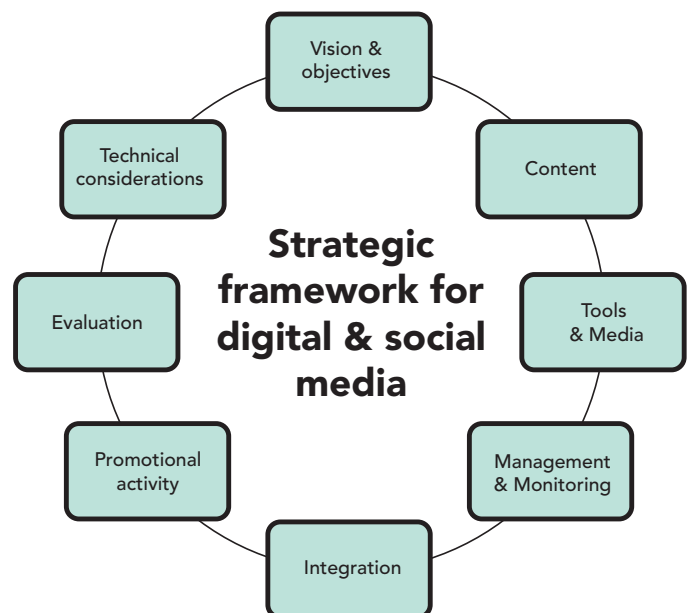 Vision &
objectives
Content
Tools
& Media
Management
& Monitoring
Integration
Promotional
activity
Evaluation
Technical
considerations
Strategic
framework for
digital & social
media